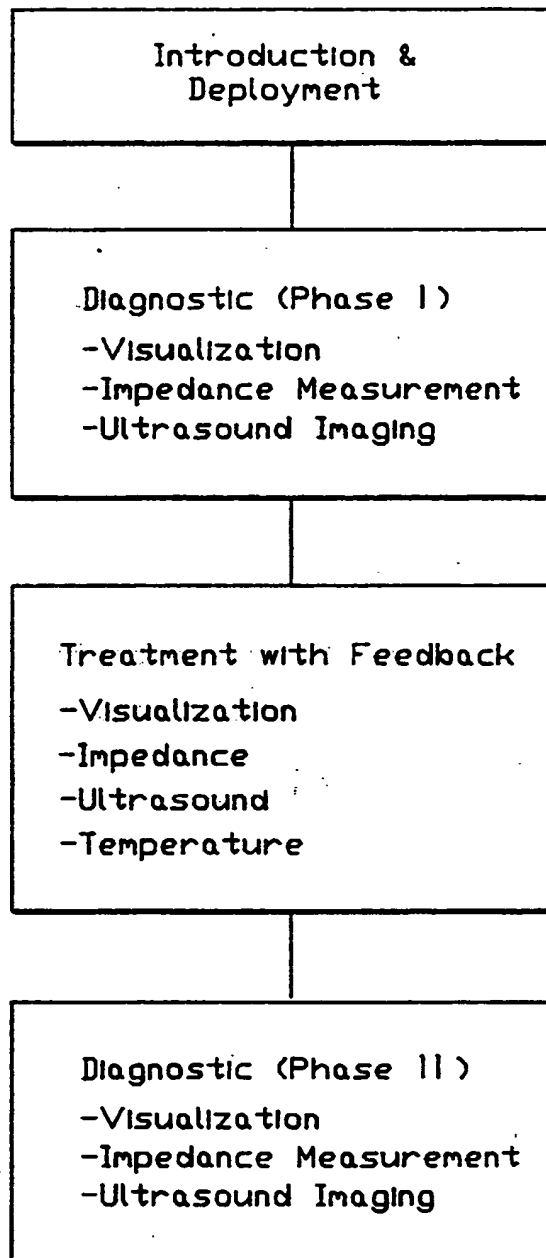 Introduction &
Deployment
Diagnostic (Phase I)
-Visualization
-Impedance Measurement
-Ultrasound Imaging
Treatment with Feedback
-Visualization
-Impedance
-Ultrasound
-Temperature
Diagnostic (Phase II)
-Visualization
-Impedance Measurement
-Ultrasound Imaging